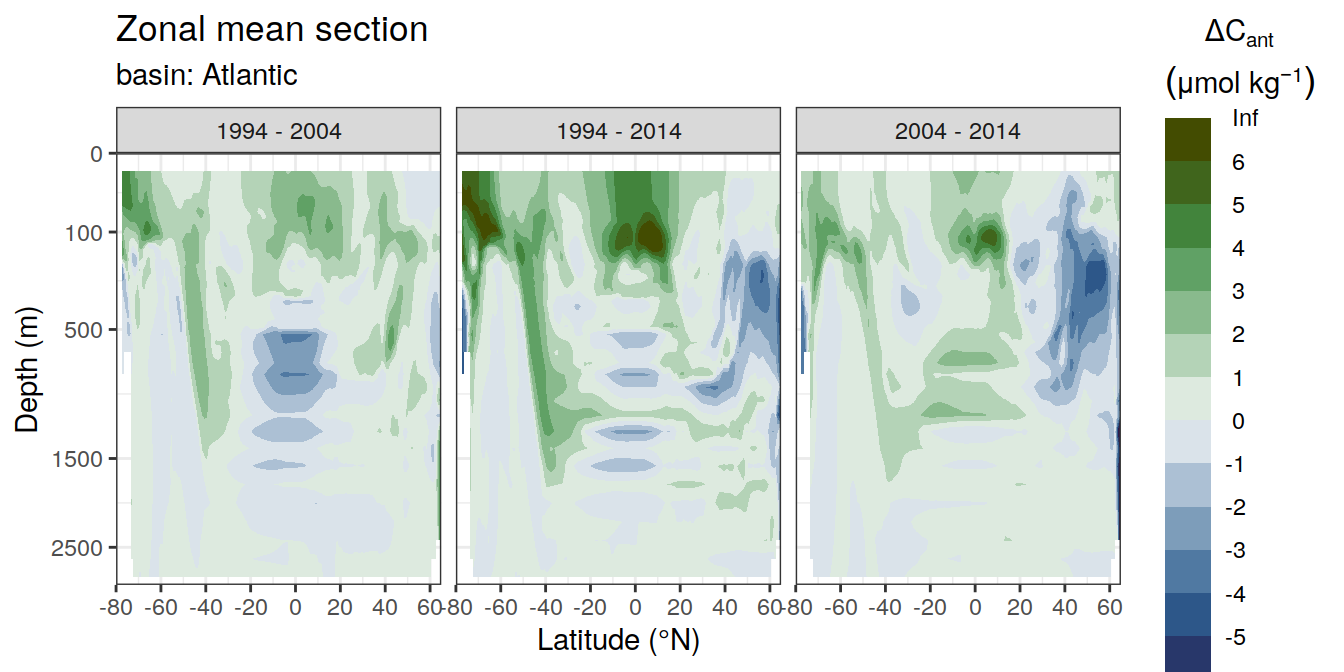 Zonal mean section
basin: Atlantic
1994 - 2004
1994 - 2014
2004 - 2014
Depth (m)
0
100
500
1500
2500
-80 -60 -40 -20 0 20 40 60
-80 -60 -40 -20 0 20 40 60
-80 -60 -40 -20 0 20 40 60
Latitude (°N)
ΔCant
(μmol kg⁻¹)
Inf
6
5
4
3
2
1
0
-1
-2
-3
-4
-5